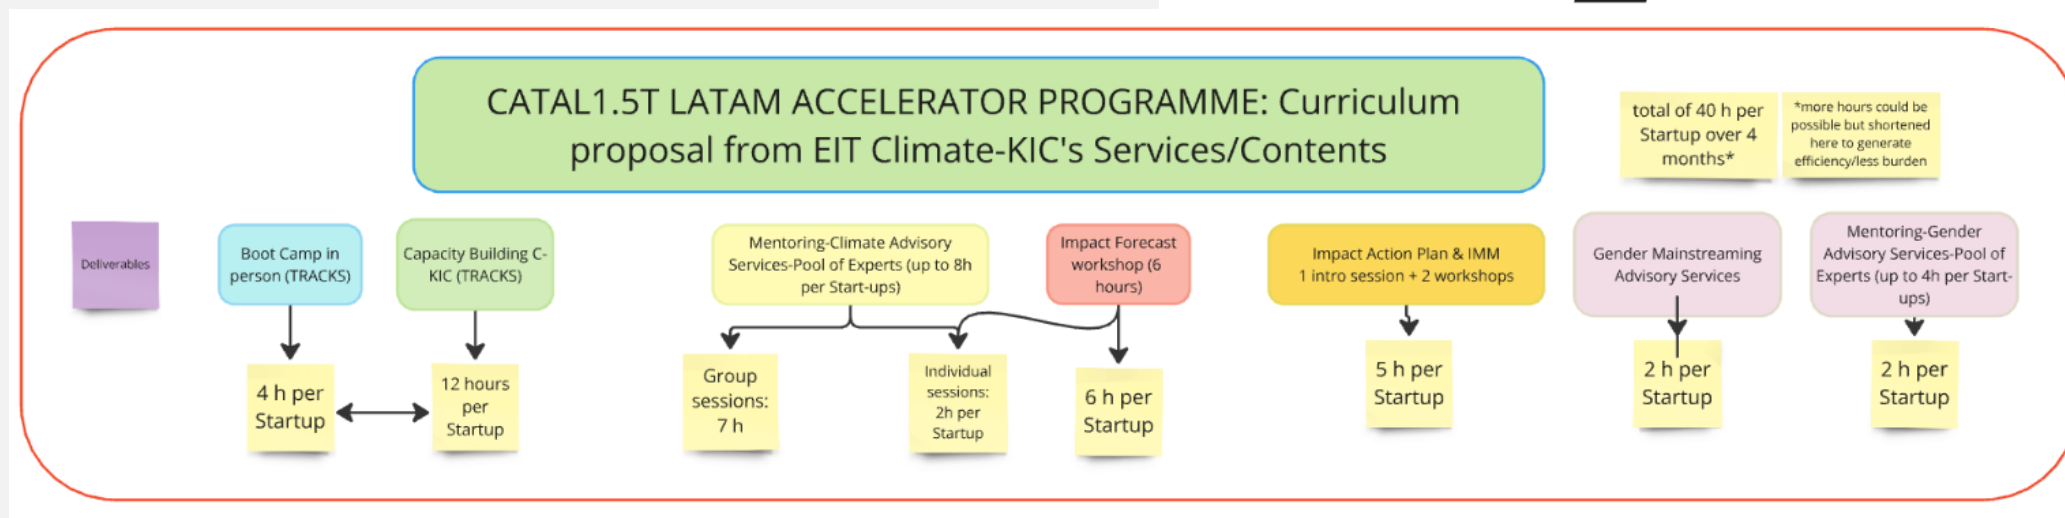 CATAL1.5T LATAM ACCELERATOR PROGRAMME: Curriculum
proposal from EIT Climate-KIC's Services/Contents
total of 40 h per
Startup over 4
months*
*more hours could be
possible but shortened
here to generate
efficiency/less burden
Deliverables
Boot Camp in
person (TRACKS)
Capacity Building C-
KIC (TRACKS)
Mentoring-Climate Advisory
Services-Pool of Experts (up to 8h
per Start-ups)
Impact Forecast
workshop (6
hours)
Impact Action Plan & IMM
1 intro session + 2 workshops
Gender Mainstreaming
Advisory Services
Mentoring-Gender
Advisory Services-Pool of
Experts (up to 4h per Start-
ups)
4 h per
Startup
12 hours
per
Startup
Group
sessions:
7 h
Individual
sessions:
2h per
Startup
6 h per
Startup
5 h per
Startup
2 h per
Startup
2 h per
Startup